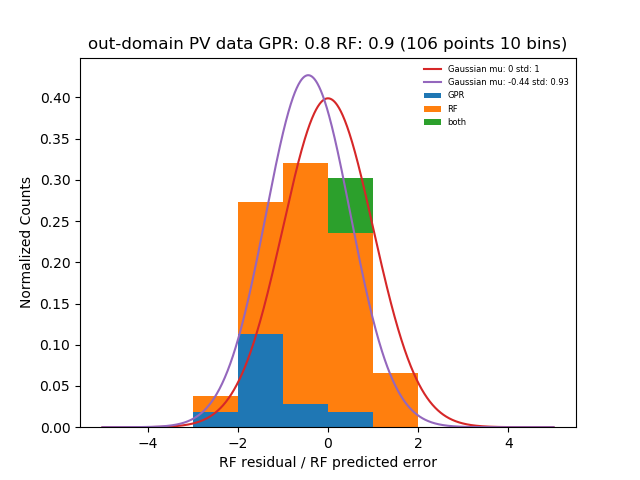 out-domain PV data GPR: 0.8 RF: 0.9 (106 points 10 bins)
Gaussian mu: 0 std: 1
Gaussian mu: -0.44 std: 0.93
GPR
RF
both
Normalized Counts
0.40
0.35
0.30
0.25
0.20
0.15
0.10
0.05
0.00
−4 −2 0 2 4
RF residual / RF predicted error